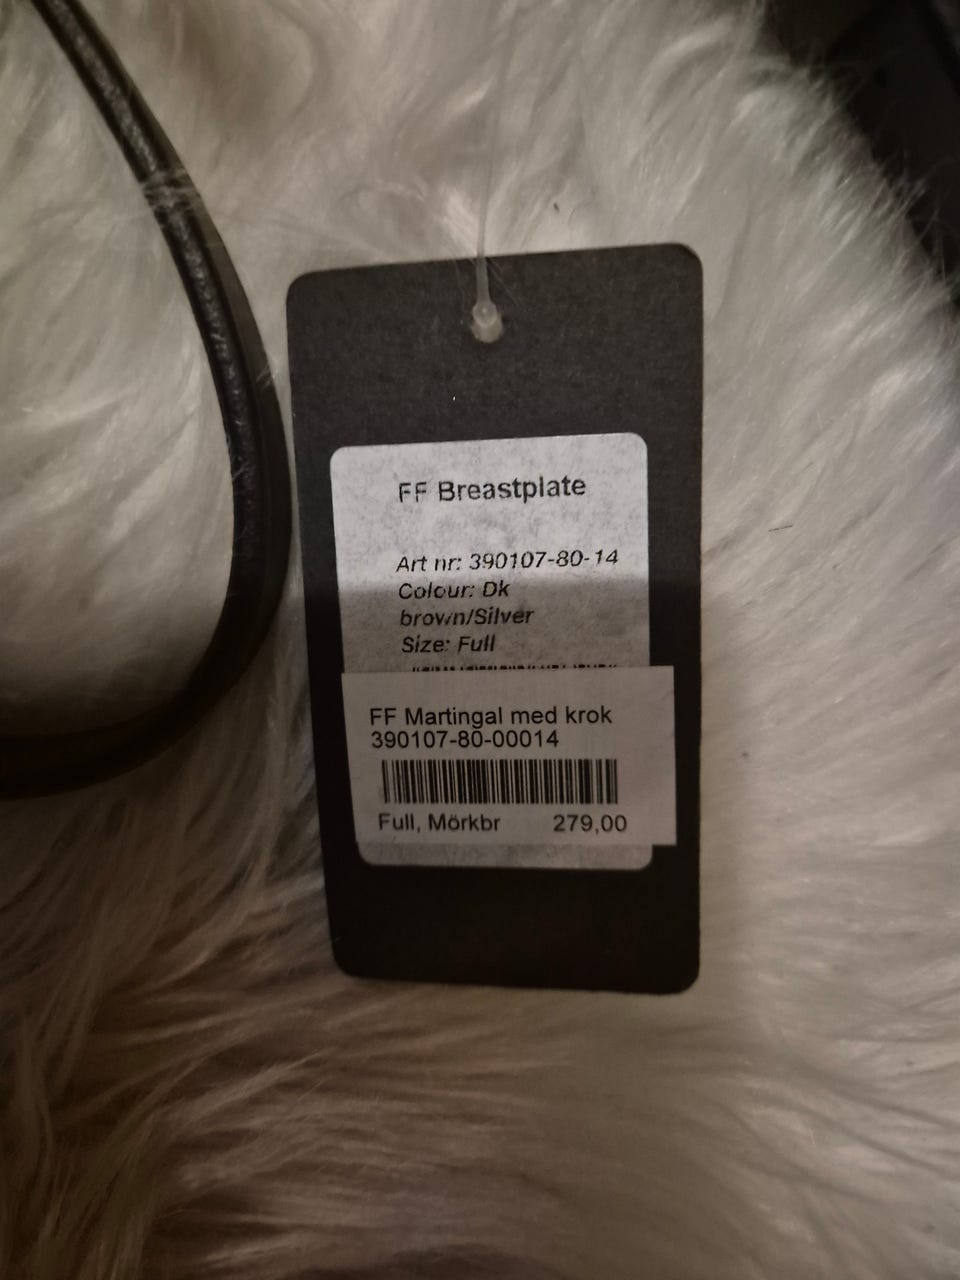 FF Breastplate
Art nr: 390107-80-14
Colour: Dk
brown/Silver
Size: Full
FF Martingal med krok
390107-80-00014
Full, Mörkbr 279,00